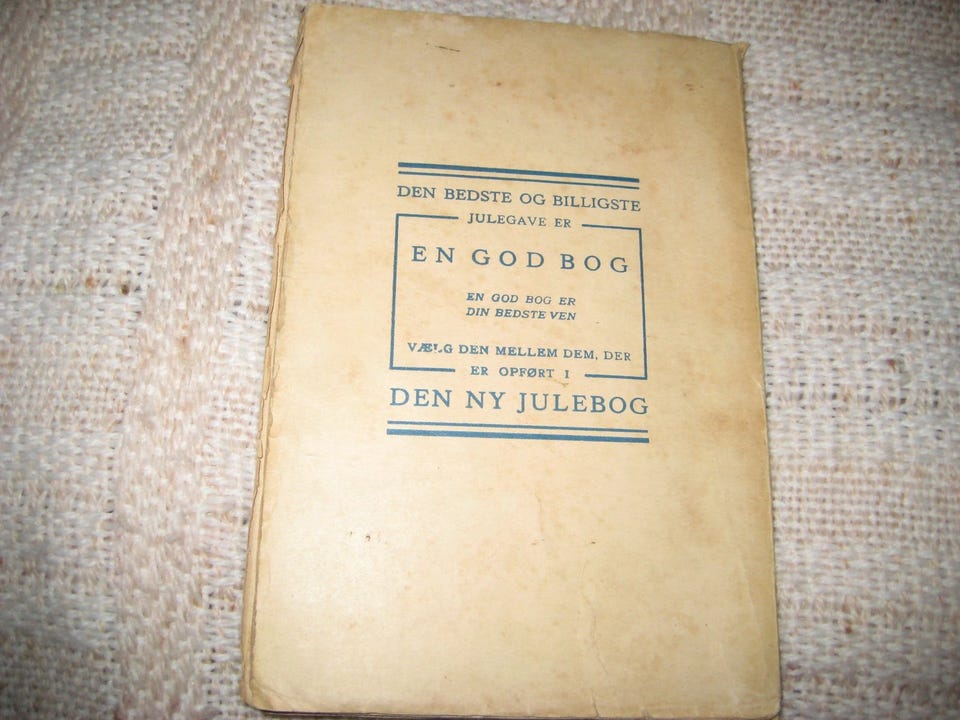 DEN BEDSTE OG BILLIGSTE
JULEGAVE ER
EN GOD BOG
EN GOD BOG ER
DIN BEDSTE VEN
VÆLG DEN MELLEM DEM, DER
ER OPFØRT I
DEN NY JULEBOG